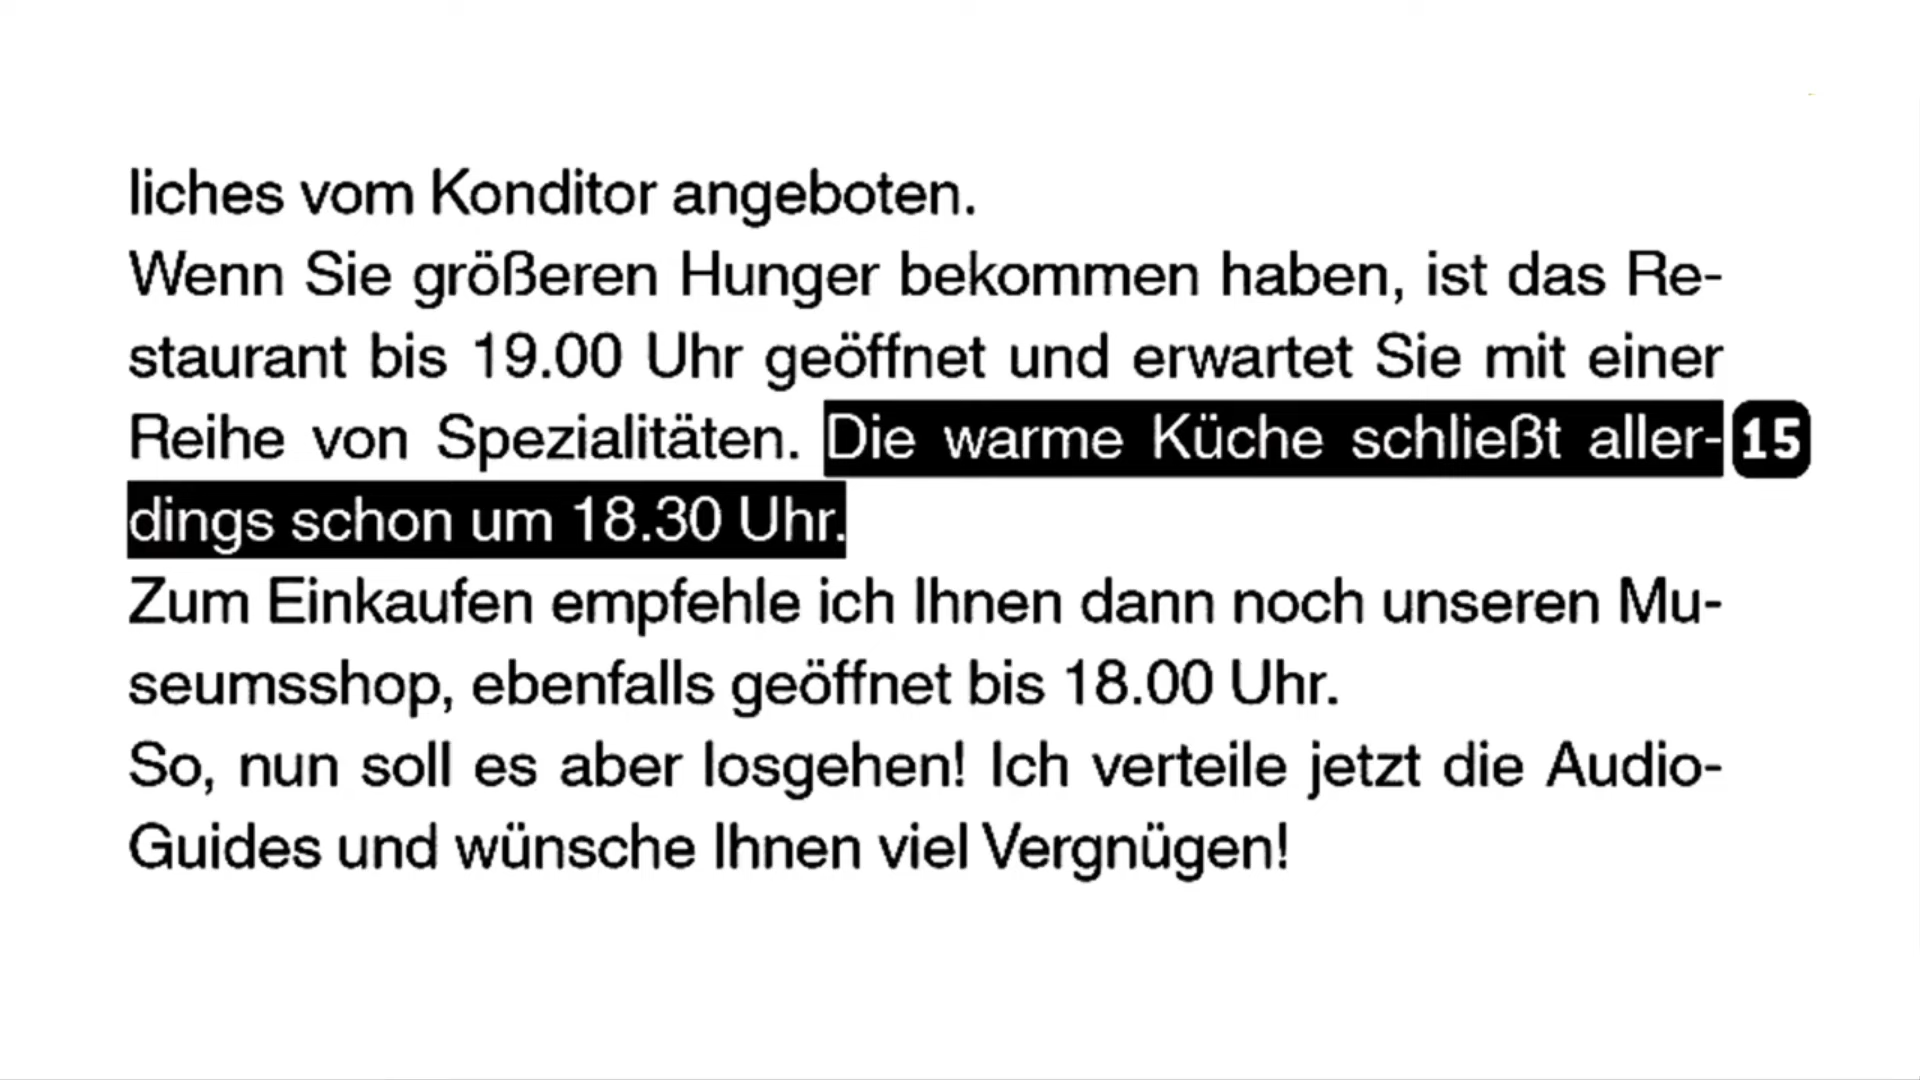 liches vom Konditor angeboten.
Wenn Sie größeren Hunger bekommen haben, ist das Re-
staurant bis 19.00 Uhr geöffnet und erwartet Sie mit einer
Reihe von Spezialitäten. Die warme Küche schließt aller- 15
dings schon um 18.30 Uhr.
Zum Einkaufen empfehle ich Ihnen dann noch unseren Mu-
seumsshop, ebenfalls geöffnet bis 18.00 Uhr.
So, nun soll es aber losgehen! Ich verteile jetzt die Audio-
Guides und wünsche Ihnen viel Vergnügen!